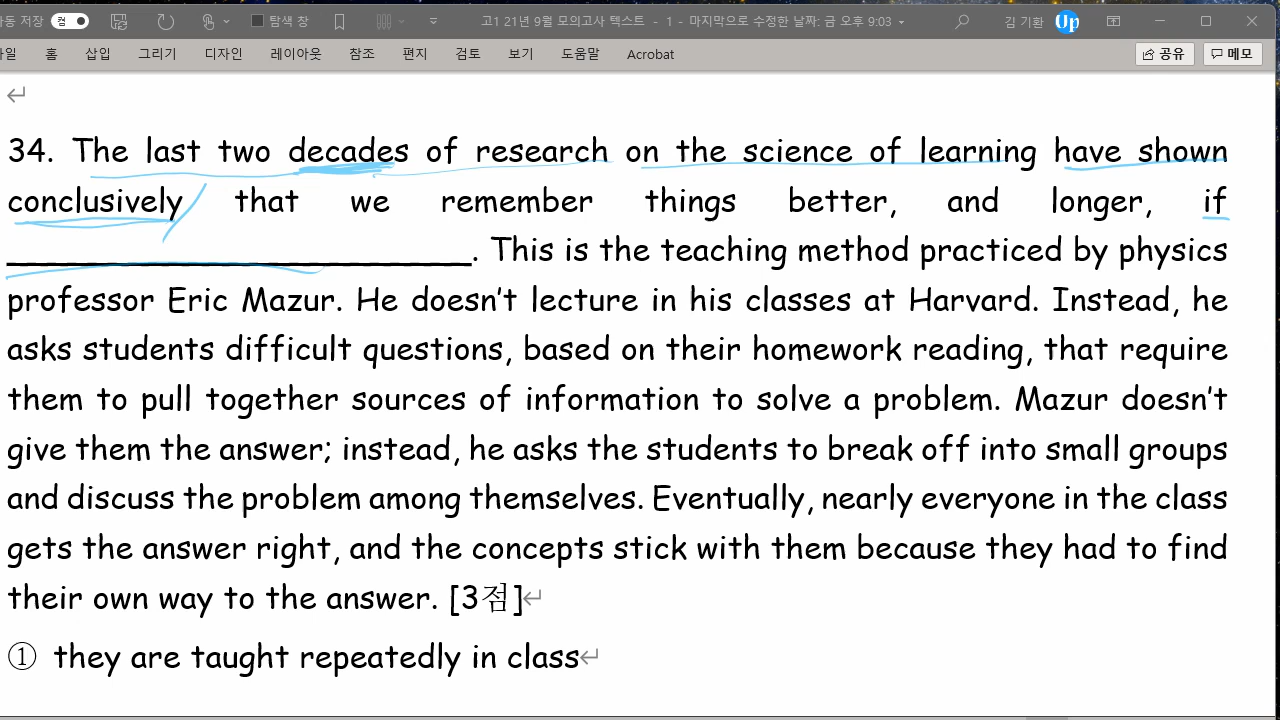 동 저장 컴 탐색 창 고1 21년 9월 모의고사 텍스트 - 1 - 마지막으로 수정한 날짜: 금 오후 9:03 김 기환 Up
일 홈 삽입 그리기 디자인 레이아웃 참조 편지 검토 보기 도움말 Acrobat 공유 메모
34. The last two decades of research on the science of learning have shown
conclusively that we remember things better, and longer, if
______________________. This is the teaching method practiced by physics
professor Eric Mazur. He doesn't lecture in his classes at Harvard. Instead, he
asks students difficult questions, based on their homework reading, that require
them to pull together sources of information to solve a problem. Mazur doesn't
give them the answer; instead, he asks the students to break off into small groups
and discuss the problem among themselves. Eventually, nearly everyone in the class
gets the answer right, and the concepts stick with them because they had to find
their own way to the answer. [3점]
① they are taught repeatedly in class